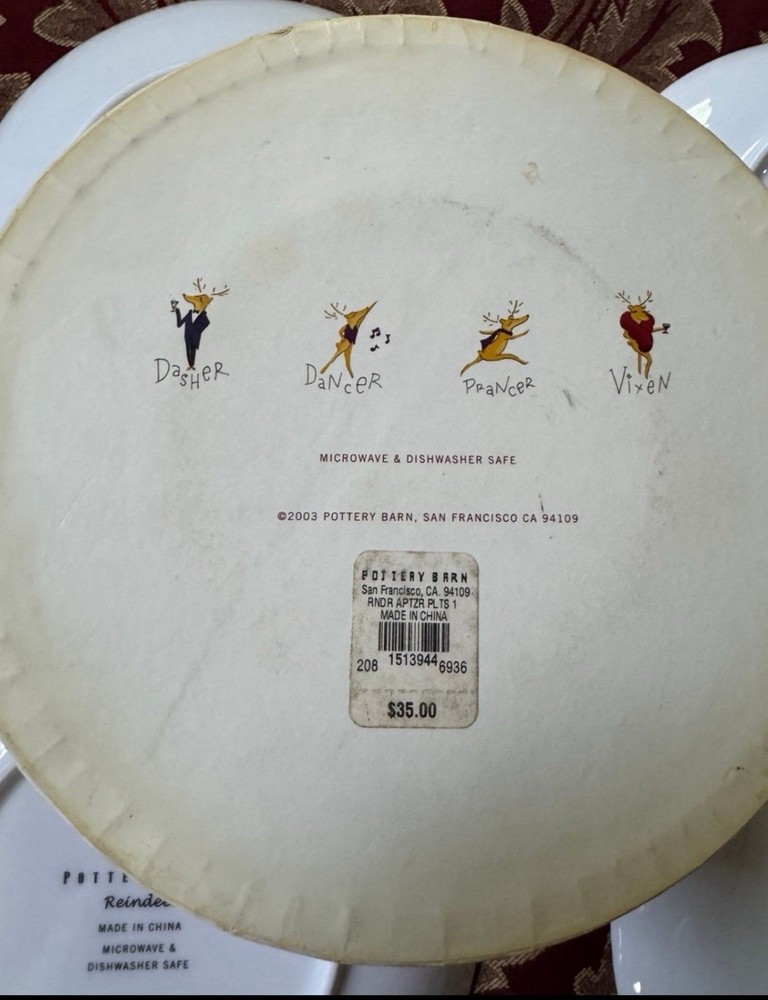 DasHeR
DaNceR
PRaNceR
VixeN
MICROWAVE & DISHWASHER SAFE
©2003 POTTERY BARN, SAN FRANCISCO CA 94109
POTTERY BARN
San Francisco, CA. 94109
RNDR APTZR PLTS 1
MADE IN CHINA
208 1513944 6936
$35.00
POTTE
Reindee
MADE IN CHINA
MICROWAVE &
DISHWASHER SAFE